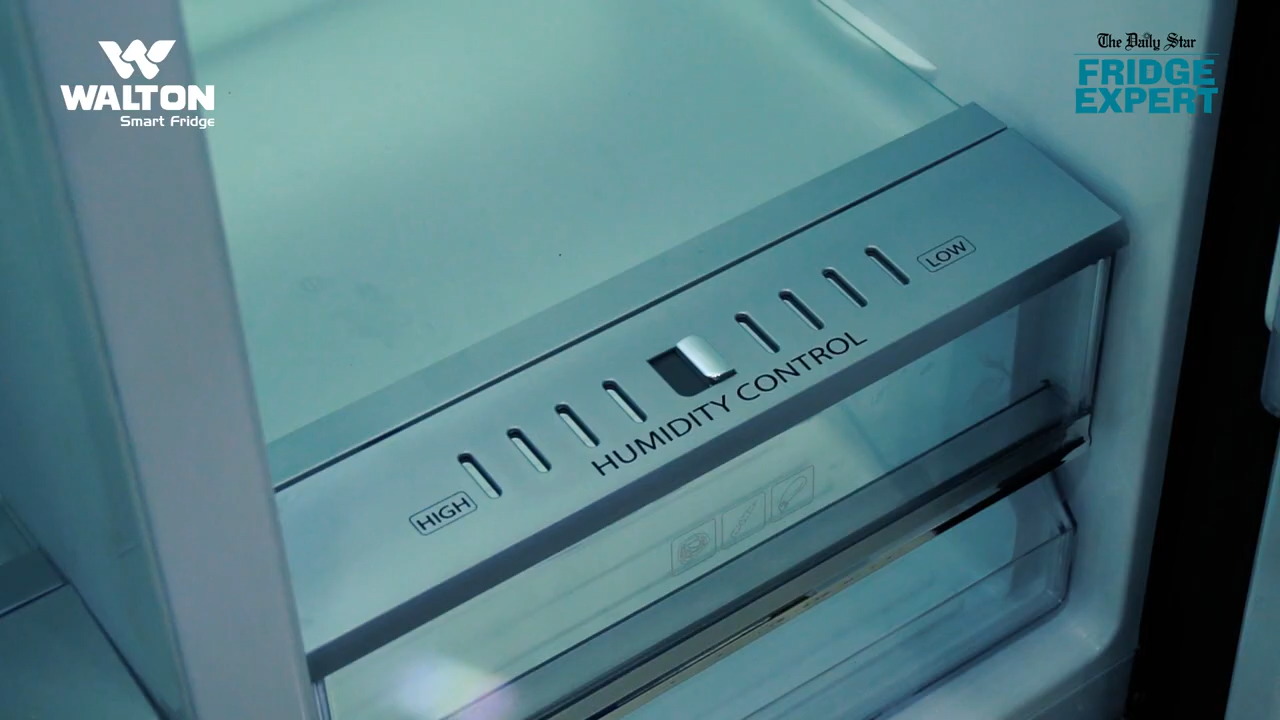 WALTON
Smart Fridge
The Daily Star
FRIDGE
EXPERT
LOW
HUMIDITY CONTROL
HIGH